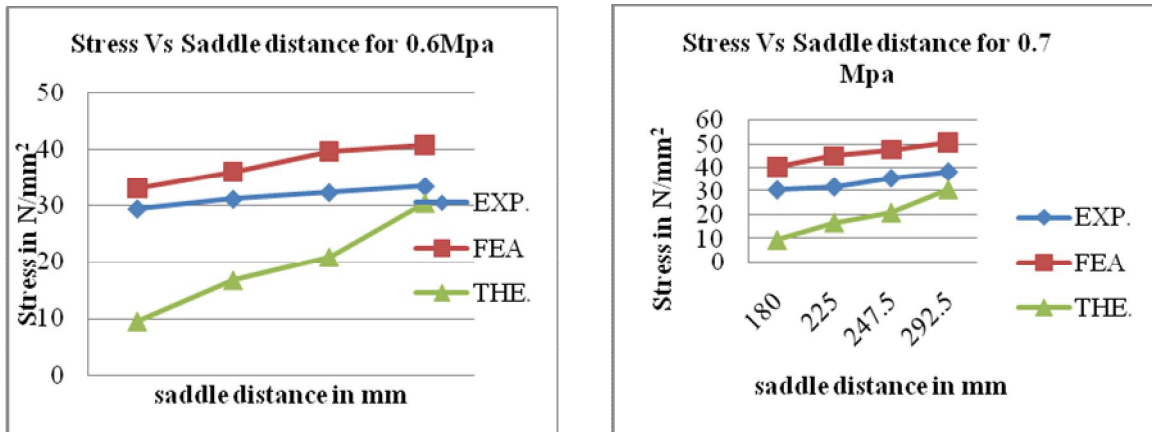 Stress Vs Saddle distance for 0.6Mpa
50
40
30
20
10
0
Stress in N/mm²
EXP.
FEA
THE.
saddle distance in mm
Stress Vs Saddle distance for 0.7
Mpa
60
50
40
30
20
10
0
Stress in N/mm²
180
225
247.5
292.5
EXP.
FEA
THE.
saddle distance in mm